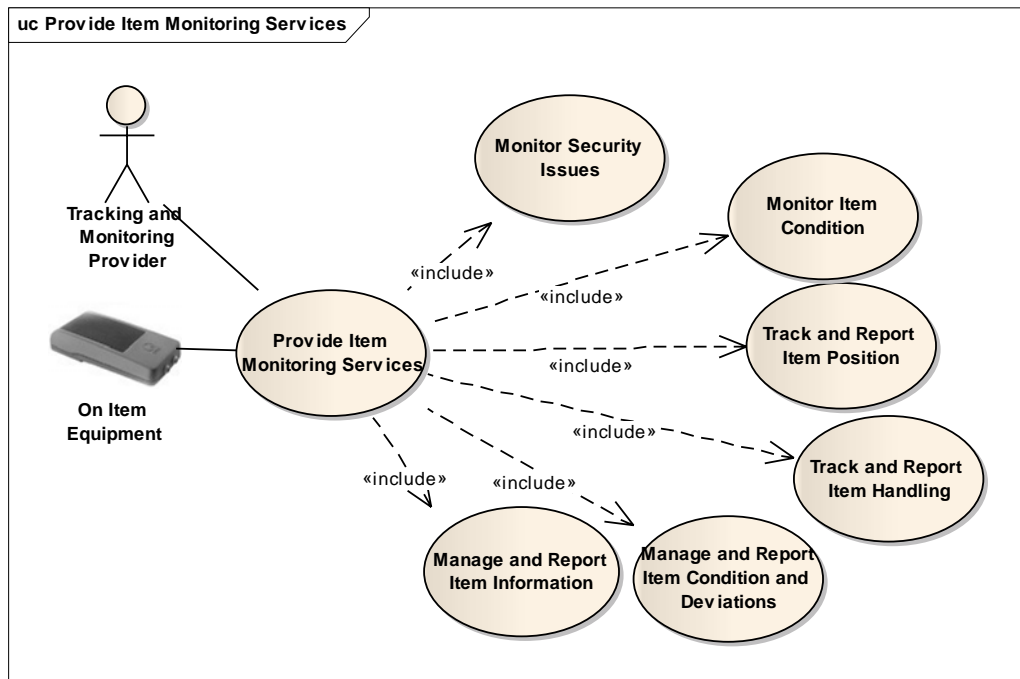 uc Provide Item Monitoring Services
Tracking and
Monitoring
Provider
On Item
Equipment
Provide Item
Monitoring Services
Monitor Security
Issues
Monitor Item
Condition
Track and Report
Item Position
Track and Report
Item Handling
Manage and Report
Item Condition and
Deviations
Manage and Report
Item Information
«include»
«include»
«include»
«include»
«include»
«include»